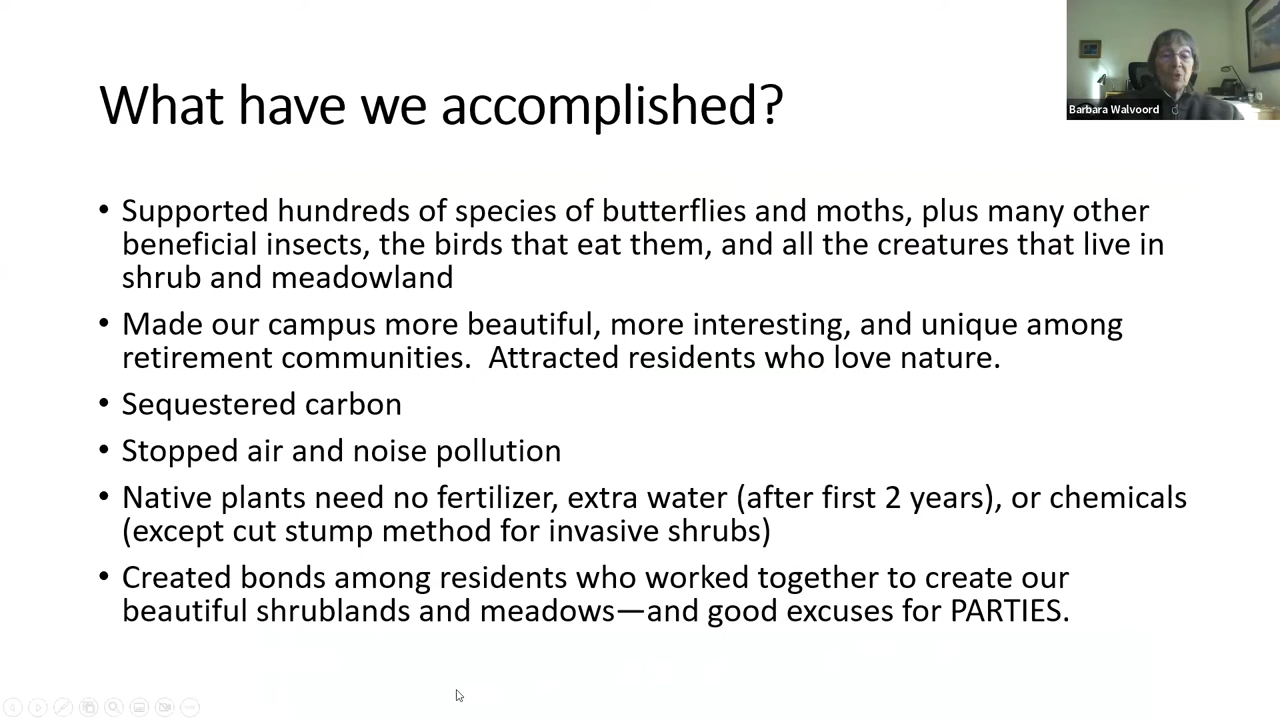 What have we accomplished?
Barbara Walvoord
• Supported hundreds of species of butterflies and moths, plus many other
beneficial insects, the birds that eat them, and all the creatures that live in
shrub and meadowland
• Made our campus more beautiful, more interesting, and unique among
retirement communities.  Attracted residents who love nature.
• Sequestered carbon
• Stopped air and noise pollution
• Native plants need no fertilizer, extra water (after first 2 years), or chemicals
(except cut stump method for invasive shrubs)
• Created bonds among residents who worked together to create our
beautiful shrublands and meadows—and good excuses for PARTIES.